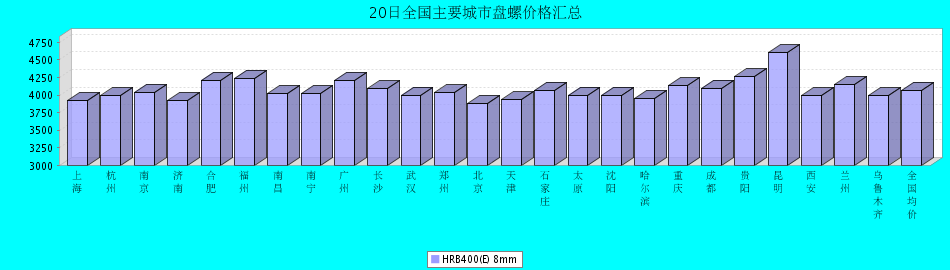 20日全国主要城市盘螺价格汇总
4750
4500
4250
4000
3750
3500
3250
3000
上海
杭州
南京
济南
合肥
福州
南昌
南宁
广州
长沙
武汉
郑州
北京
天津
石家庄
太原
沈阳
哈尔滨
重庆
成都
贵阳
昆明
西安
兰州
乌鲁木齐
全国均价
HRB400(E) 8mm